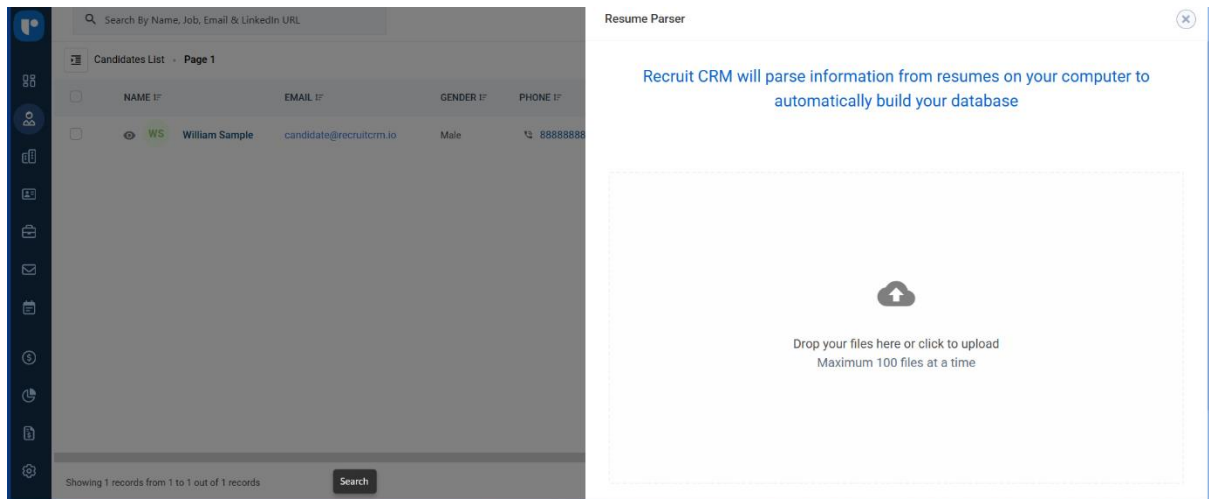 Search By Name, Job, Email & LinkedIn URL
Candidates List Page 1
NAME EMAIL GENDER PHONE
WS William Sample candidate@recruitcrm.io Male 88888888
Showing 1 records from 1 to 1 out of 1 records
Search
Resume Parser
Recruit CRM will parse information from resumes on your computer to
automatically build your database
Drop your files here or click to upload
Maximum 100 files at a time